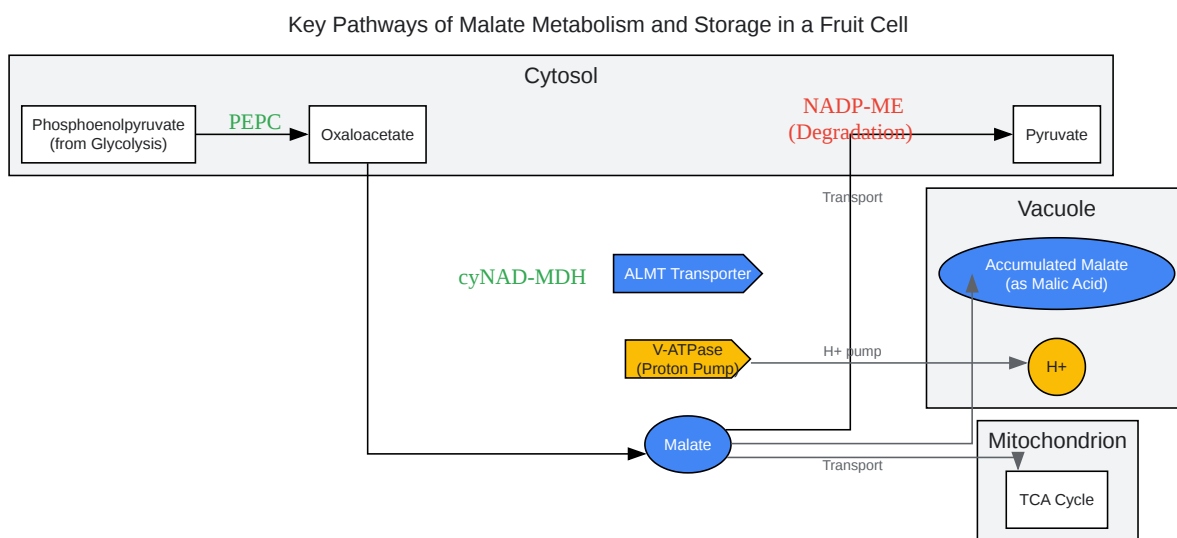 Key Pathways of Malate Metabolism and Storage in a Fruit Cell
Cytosol
Phosphoenolpyruvate
(from Glycolysis)
PEPC
Oxaloacetate
NADP-ME
(Degradation)
Pyruvate
Transport
Vacuole
cyNAD-MDH
ALMT Transporter
Accumulated Malate
(as Malic Acid)
V-ATPase
(Proton Pump)
H+ pump
H+
Malate
Transport
Mitochondrion
TCA Cycle